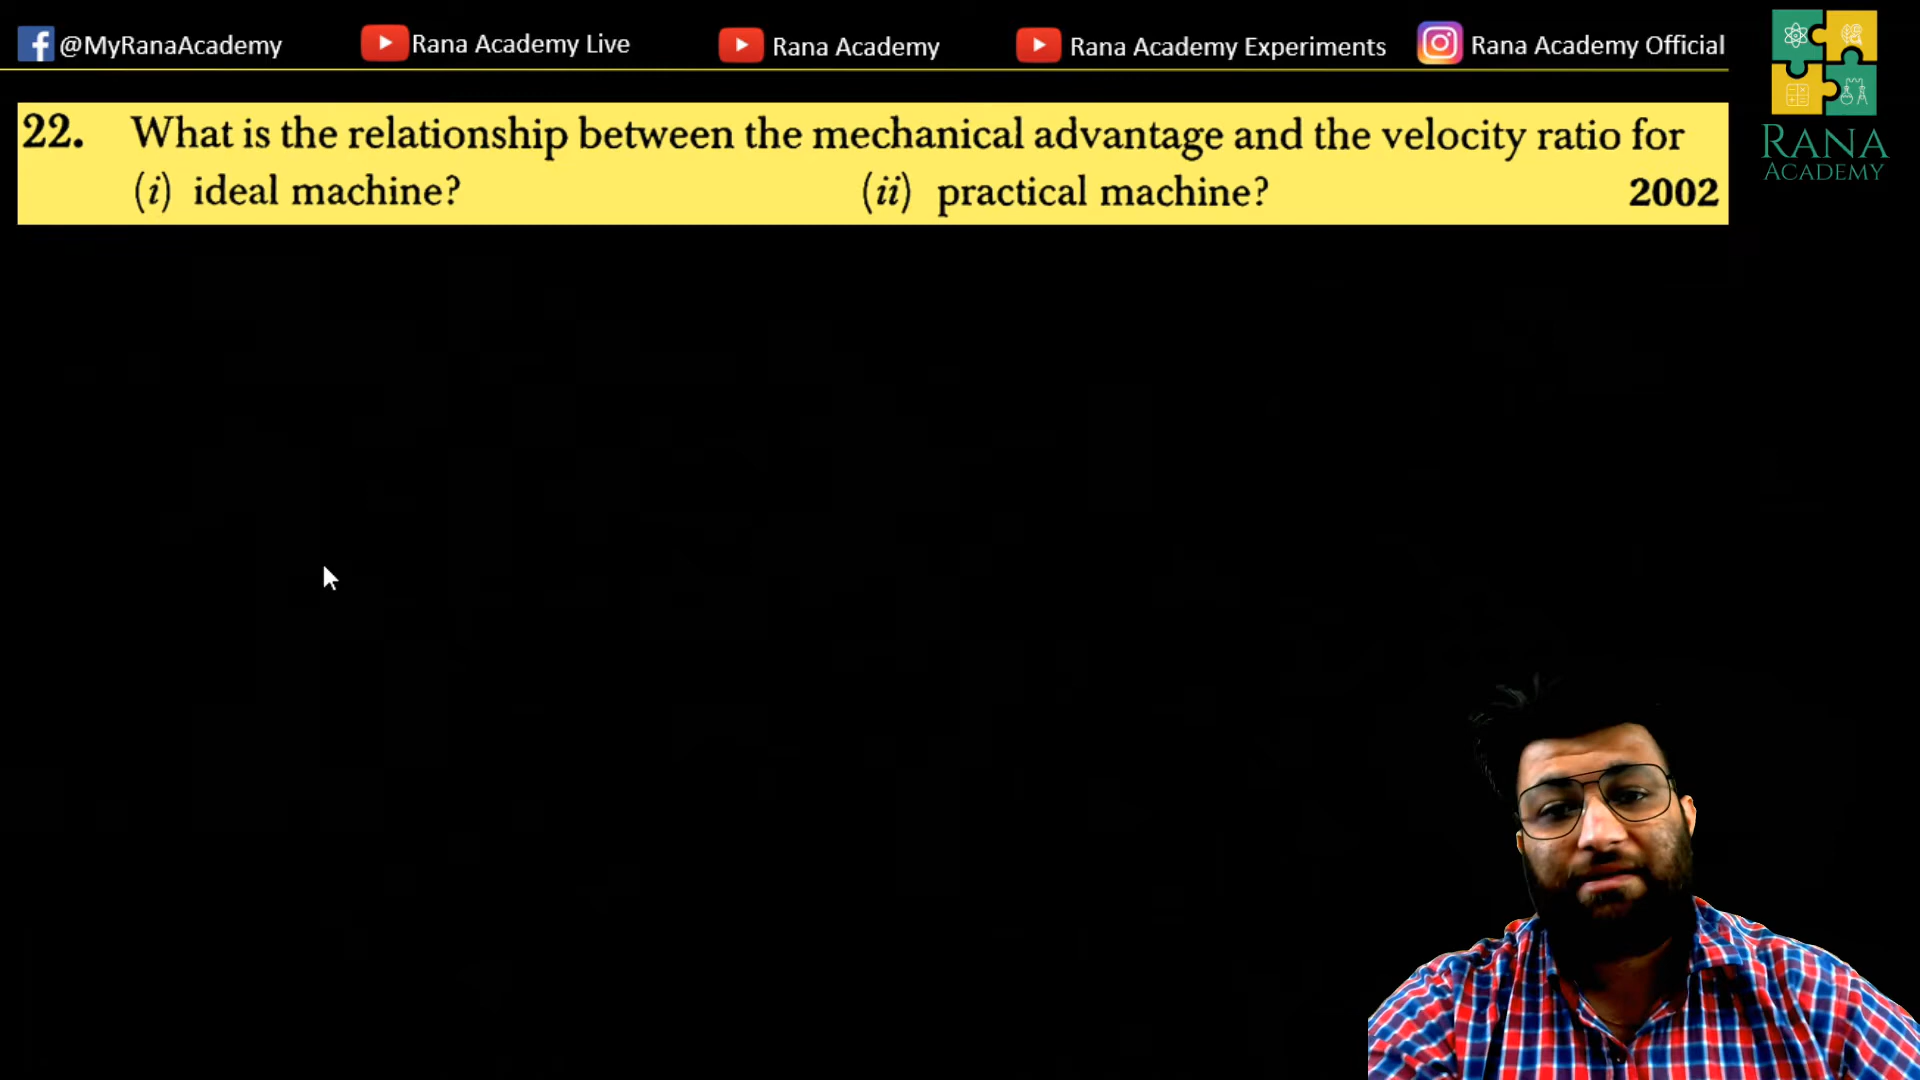 @MyRanaAcademy Rana Academy Live Rana Academy Rana Academy Experiments Rana Academy Official
RANA
ACADEMY
22. What is the relationship between the mechanical advantage and the velocity ratio for
(i) ideal machine? (ii) practical machine? 2002